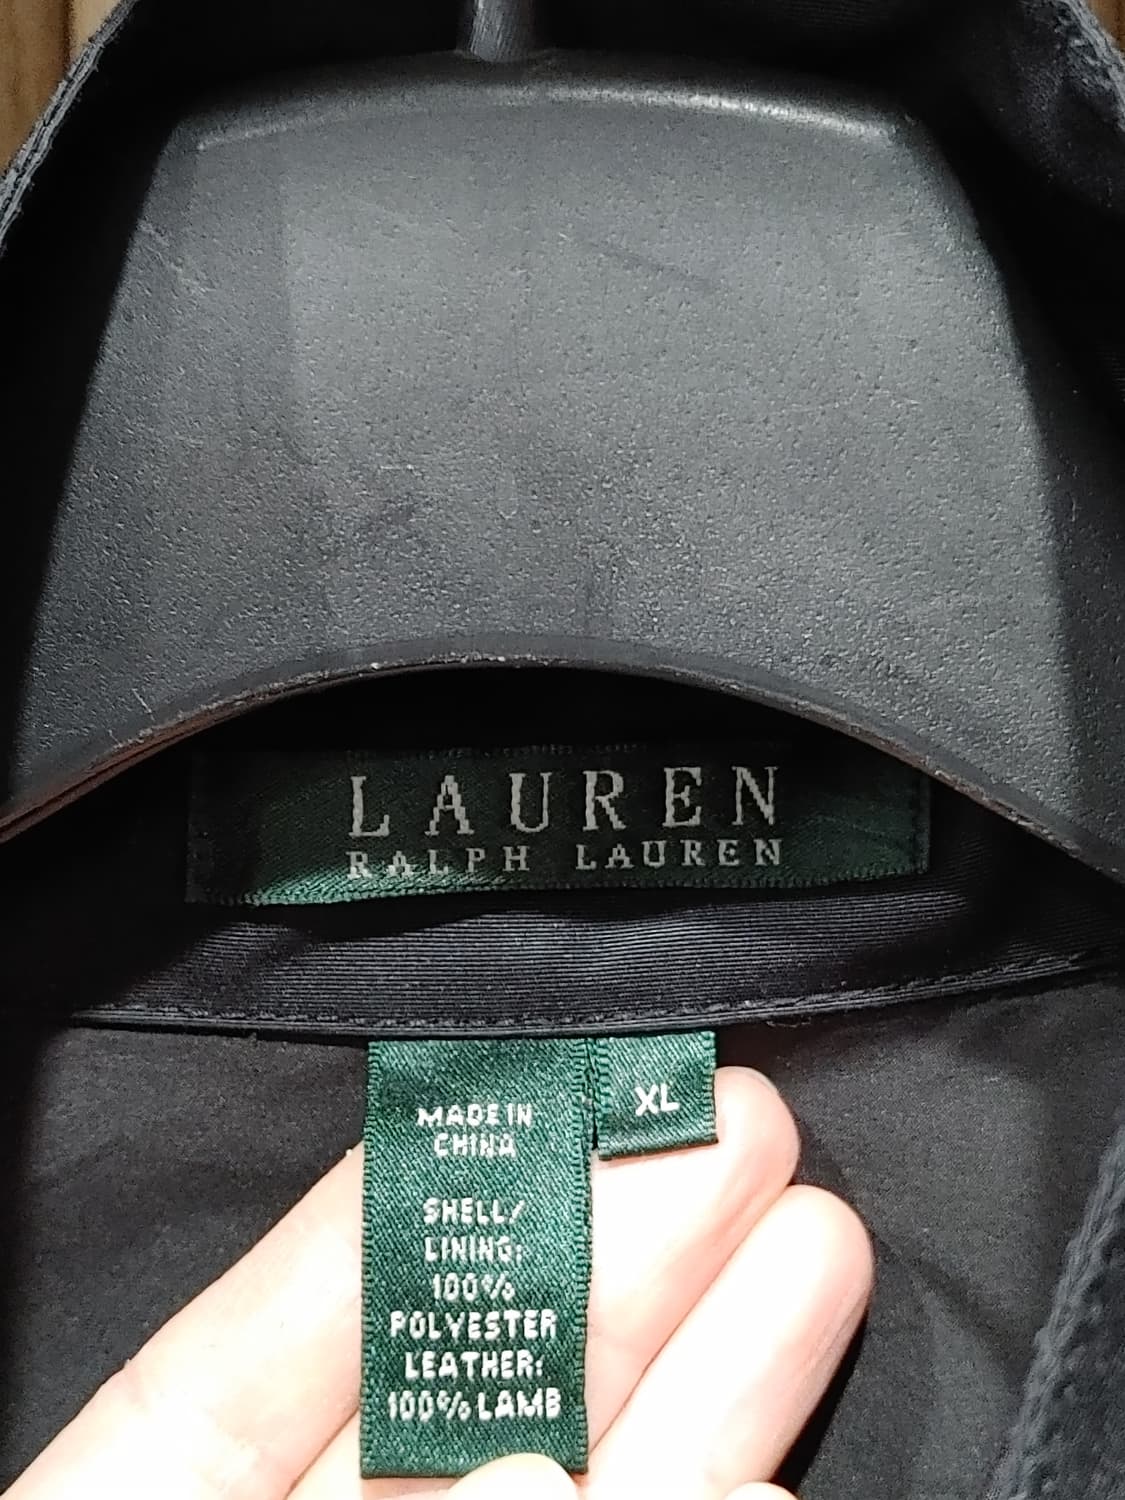 LAUREN
RALPH LAUREN
XL
MADE IN
CHINA
SHELL/
LINING:
100%
POLYESTER
LEATHER:
100% LAMB